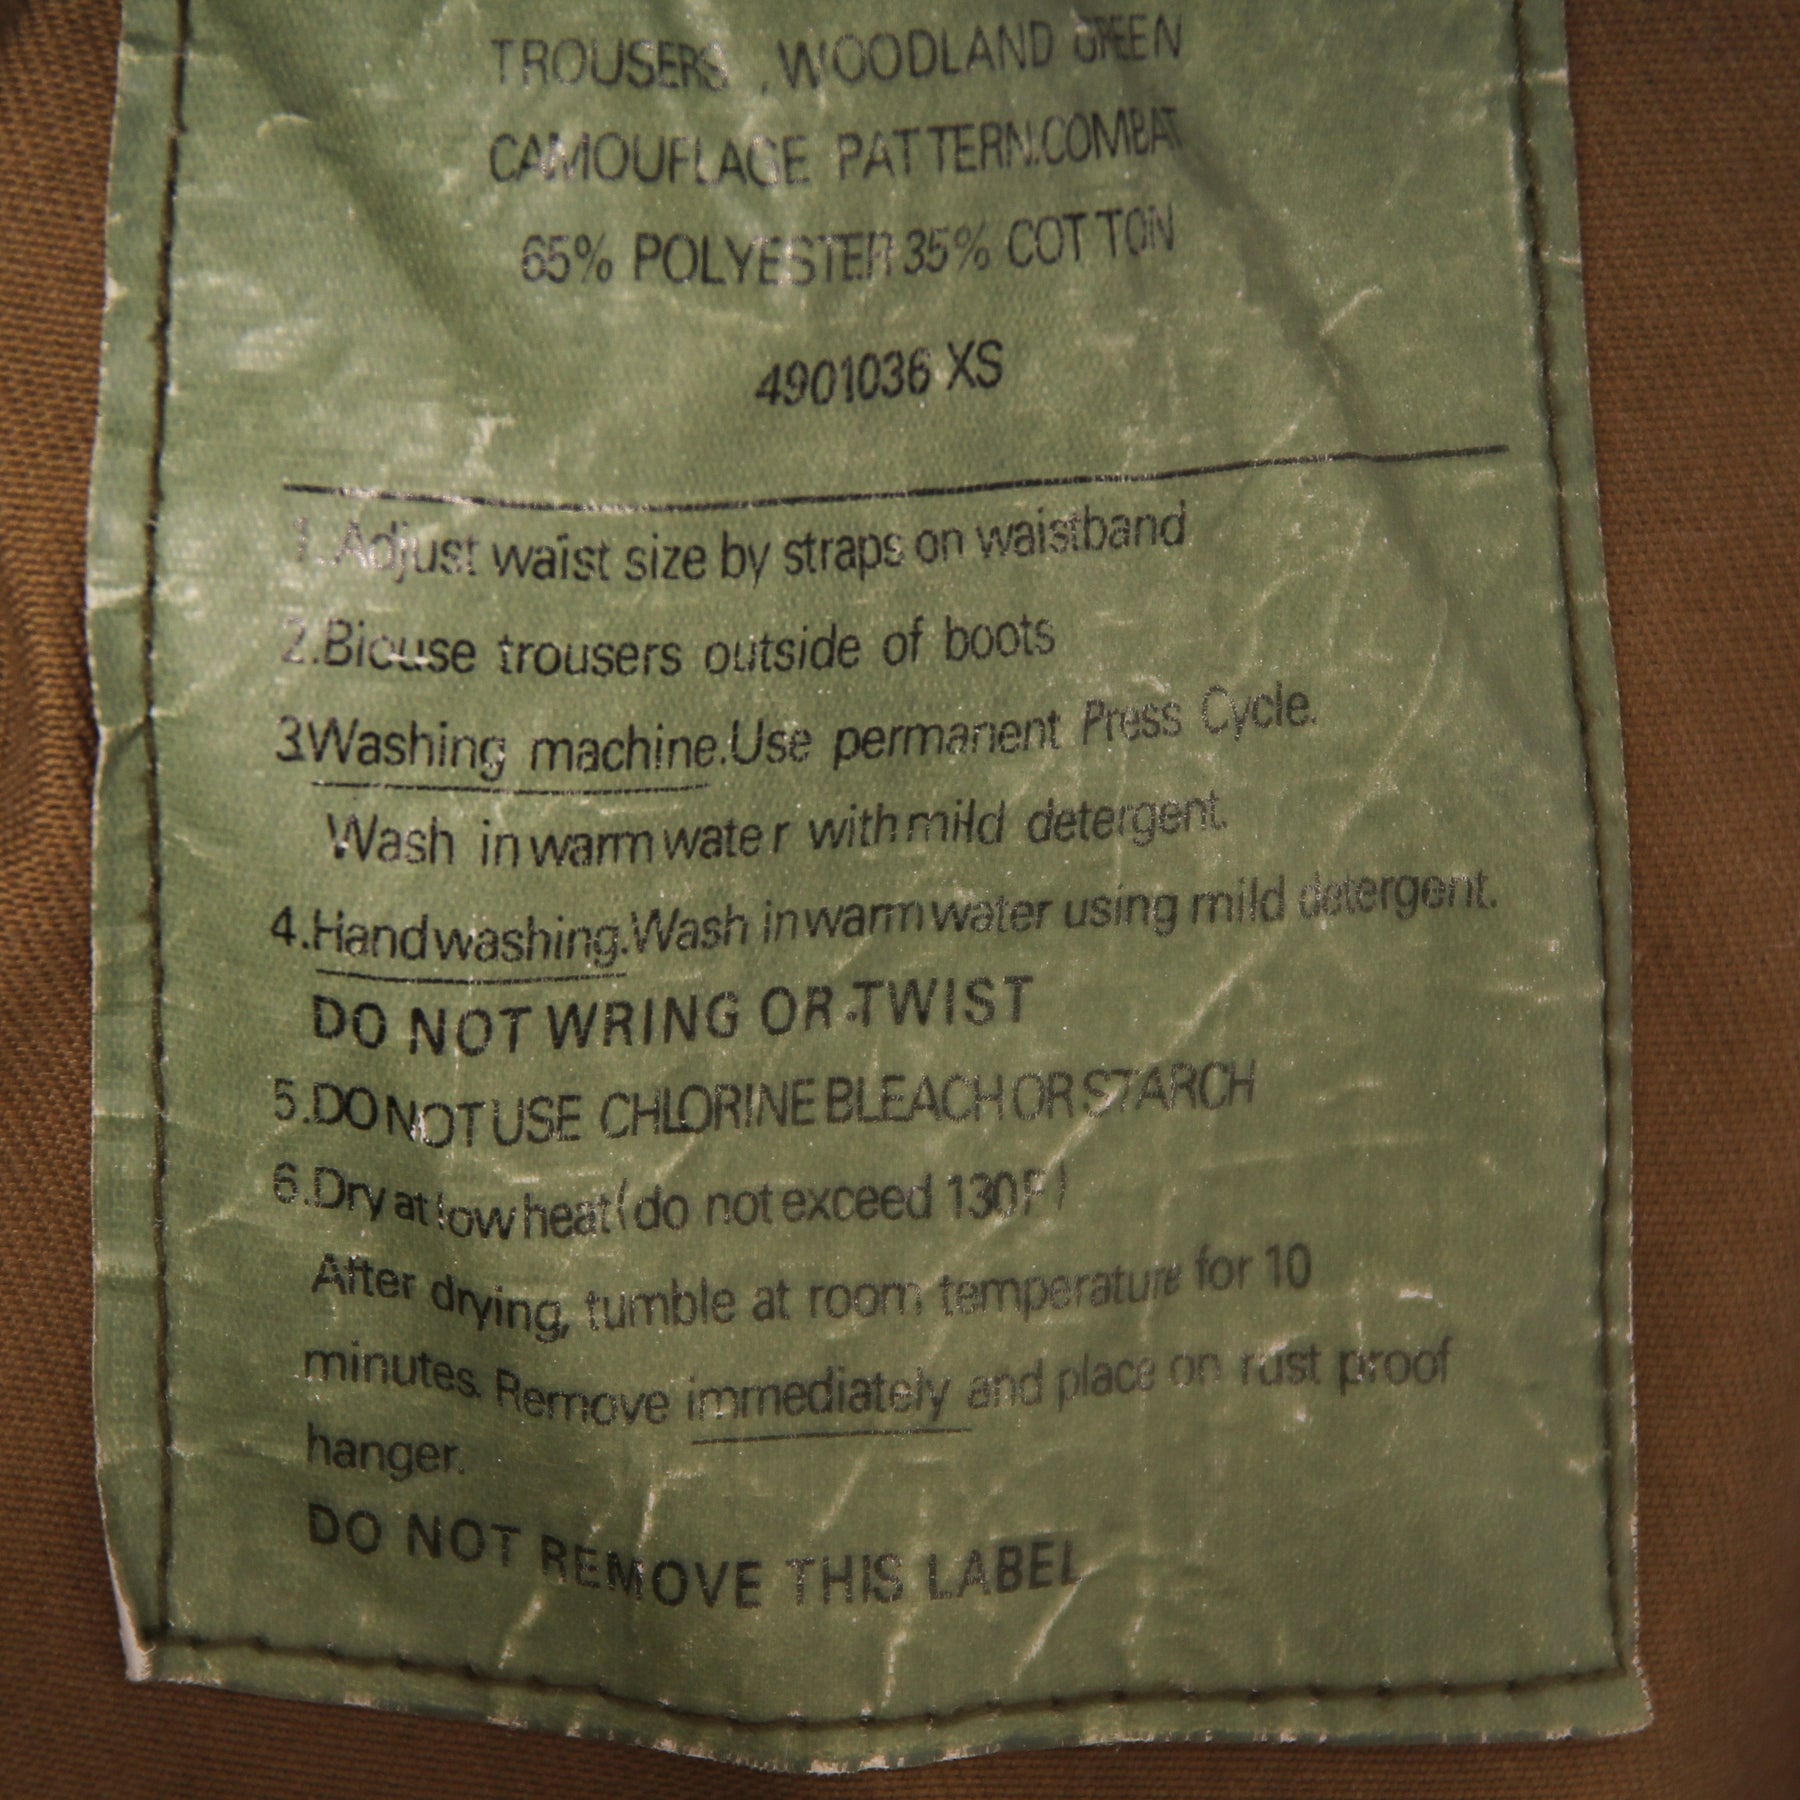 TROUSERS , WOODLAND GREEN
CAMOUFLAGE PATTERN.COMBAT
65% POLYESTER 35% COTTON
4901036 XS
1.Adjust waist size by straps on waistband
2.Biouse trousers outside of boots
3.Washing machine.Use permanent Press Cycle.
Wash in warm water with mild detergent.
4.Hand washing.Wash in warm water using mild detergent.
DO NOT WRING OR.TWIST
5.DO NOT USE CHLORINE BLEACH OR STARCH
6.Dry at low heat(do not exceed 130F)
After drying, tumble at room temperature for 10
minutes. Remove immediately and place on rust proof
hanger.
DO NOT REMOVE THIS LABEL